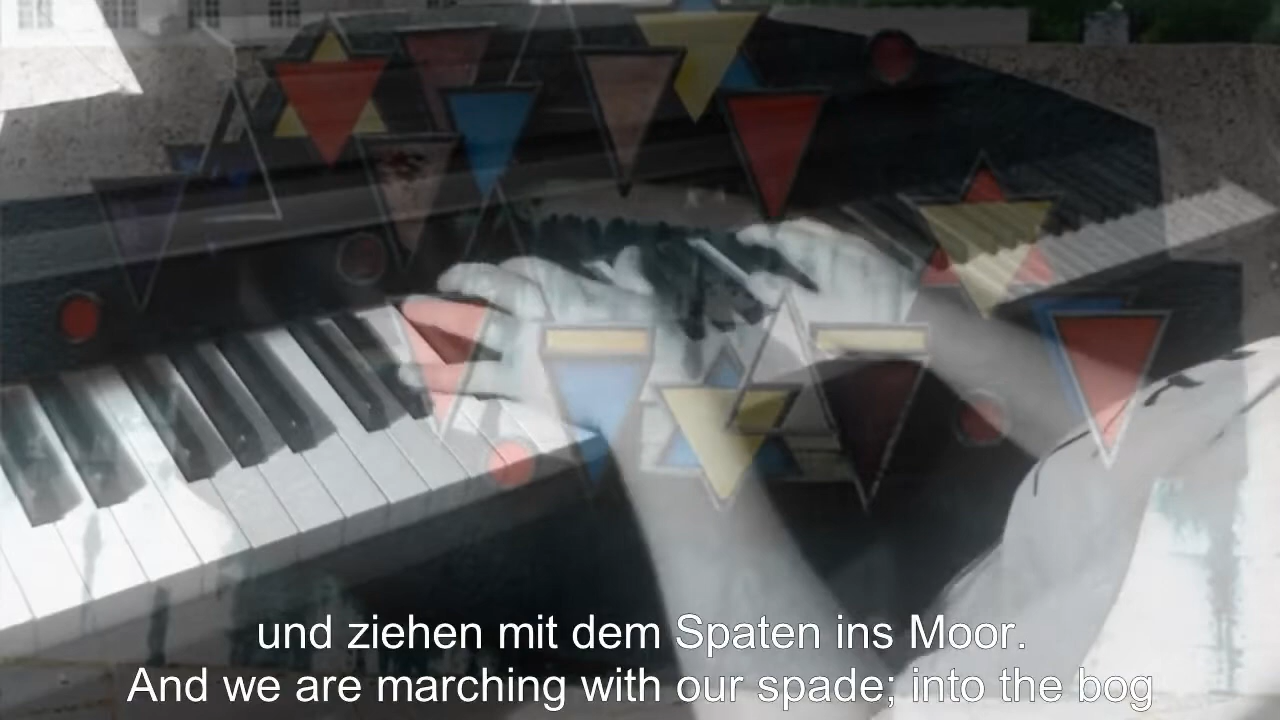 und ziehen mit dem Spaten ins Moor.
And we are marching with our spade; into the bog